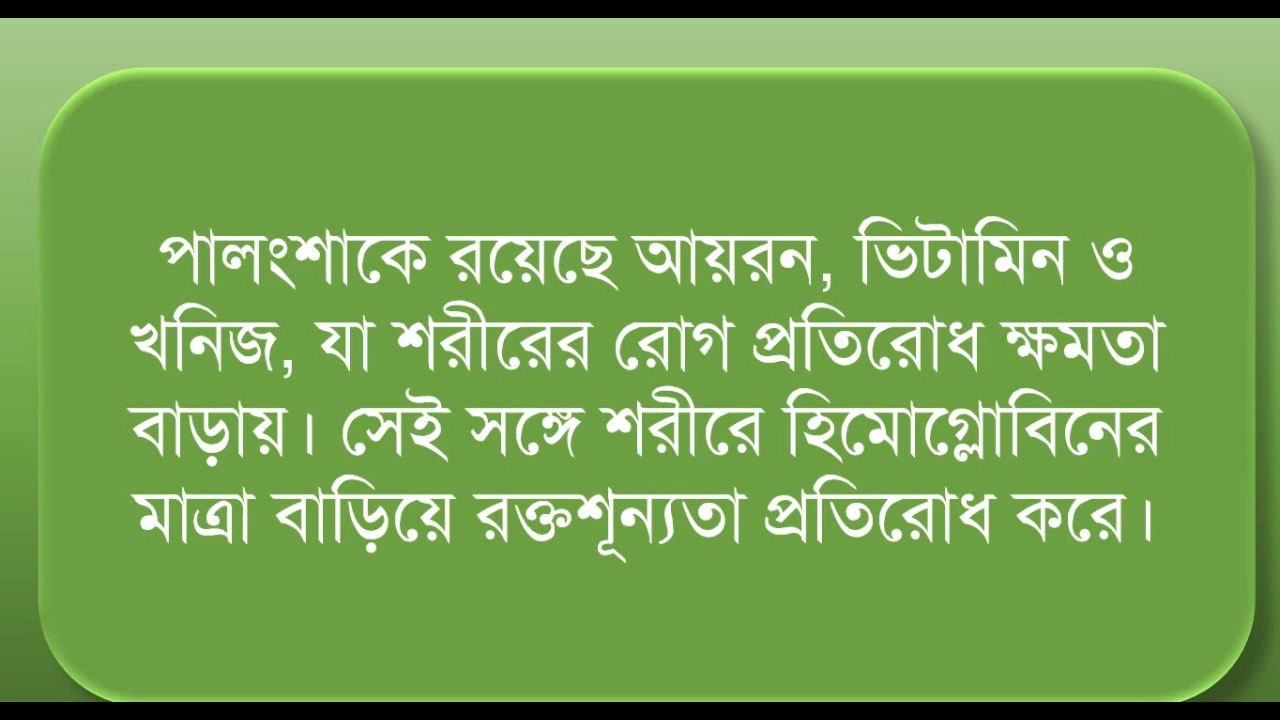 পালংশাকে রয়েছে আয়রন, ভিটামিন ও
খনিজ, যা শরীরের রোগ প্রতিরোধ ক্ষমতা
বাড়ায়। সেই সঙ্গে শরীরে হিমোগ্লোবিনের
মাত্রা বাড়িয়ে রক্তশূন্যতা প্রতিরোধ করে।